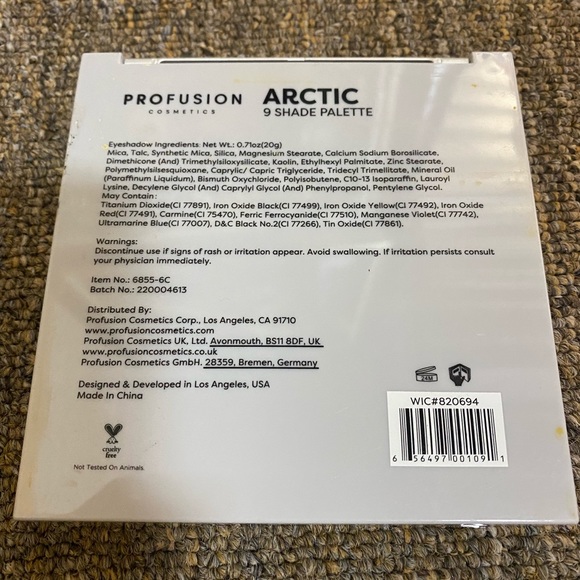 PROFUSION
COSMETICS
ARCTIC
9 SHADE PALETTE
Eyeshadow Ingredients: Net Wt.: 0.71oz(20g)
Mica, Talc, Synthetic Mica, Silica, Magnesium Stearate, Calcium Sodium Borosilicate,
Dimethicone (And) Trimethylsiloxysilicate, Kaolin, Ethylhexyl Palmitate, Zinc Stearate,
Polymethylsilsesquioxane, Caprylic/ Capric Triglyceride, Tridecyl Trimellitate, Mineral Oil
(Paraffinum Liquidum), Bismuth Oxychloride, Polyisobutene, C10-13 Isoparaffin, Lauroyl
Lysine, Decylene Glycol (And) Caprylyl Glycol (And) Phenylpropanol, Pentylene Glycol.
May Contain:
Titanium Dioxide(CI 77891), Iron Oxide Black(CI 77499), Iron Oxide Yellow(CI 77492), Iron Oxide
Red(CI 77491), Carmine(CI 75470), Ferric Ferrocyanide(CI 77510), Manganese Violet(CI 77742),
Ultramarine Blue(CI 77007), D&C Black No.2(CI 77266), Tin Oxide(CI 77861).
Warnings:
Discontinue use if signs of rash or irritation appear. Avoid swallowing. If irritation persists consult
your physician immediately.
Item No.: 6855-6C
Batch No.: 220004613
Distributed By:
Profusion Cosmetics Corp., Los Angeles, CA 91710
www.profusioncosmetics.com
Profusion Cosmetics UK, Ltd. Avonmouth, BS11 8DF, UK
www.profusioncosmetics.co.uk
Profusion Cosmetics GmbH. 28359, Bremen, Germany
Designed & Developed in Los Angeles, USA
Made In China
24M
WIC#820694
6 56497 00109 1
cruelty
free
Not Tested On Animals